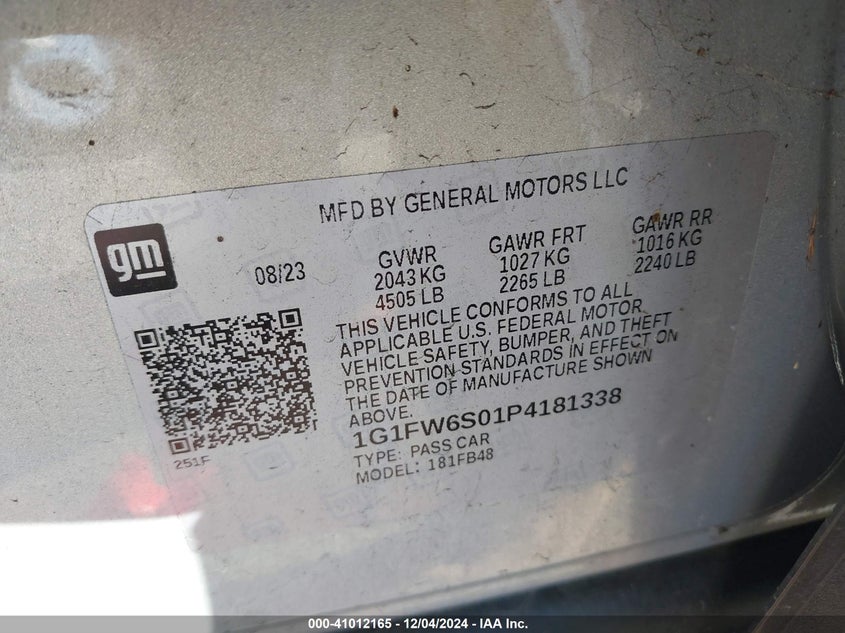 MFD BY GENERAL MOTORS LLC
gm
08/23
GVWR
2043 KG
4505 LB
GAWR FRT
1027 KG
2265 LB
GAWR RR
1016 KG
2240 LB
THIS VEHICLE CONFORMS TO ALL
APPLICABLE U.S. FEDERAL MOTOR
VEHICLE SAFETY, BUMPER, AND THEFT
PREVENTION STANDARDS IN EFFECT ON
THE DATE OF MANUFACTURE SHOWN
ABOVE.
1G1FW6S01P4181338
TYPE: PASS CAR
MODEL: 181FB48
251F
000-41012165 - 12/04/2024 - IAA Inc.